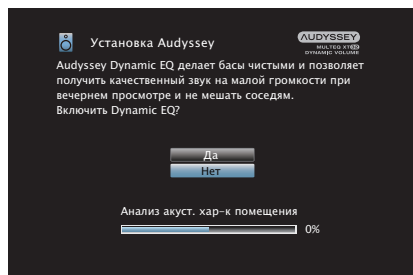 Установка Audyssey
AUDYSSEY
MULTEQ XT32
DYNAMIC VOLUME
Audyssey Dynamic EQ делает басы чистыми и позволяет
получить качественный звук на малой громкости при
вечернем просмотре и не мешать соседям.
Включить Dynamic EQ?
Да
Нет
Анализ акуст. хар-к помещения
0%